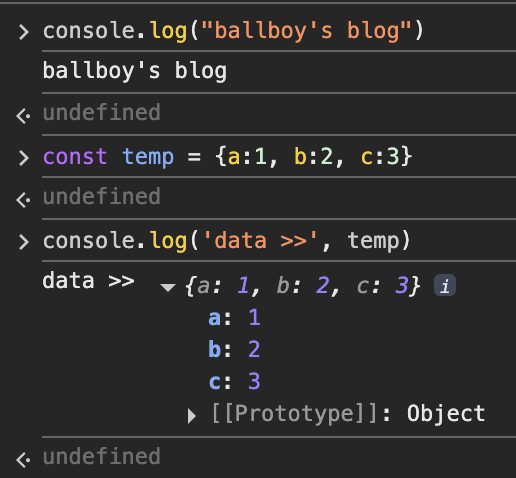 console.log("ballboy's blog")
ballboy's blog
undefined
const temp = {a:1, b:2, c:3}
undefined
console.log('data >>', temp)
data >> {a: 1, b: 2, c: 3} i
a: 1
b: 2
c: 3
[[Prototype]]: Object
undefined